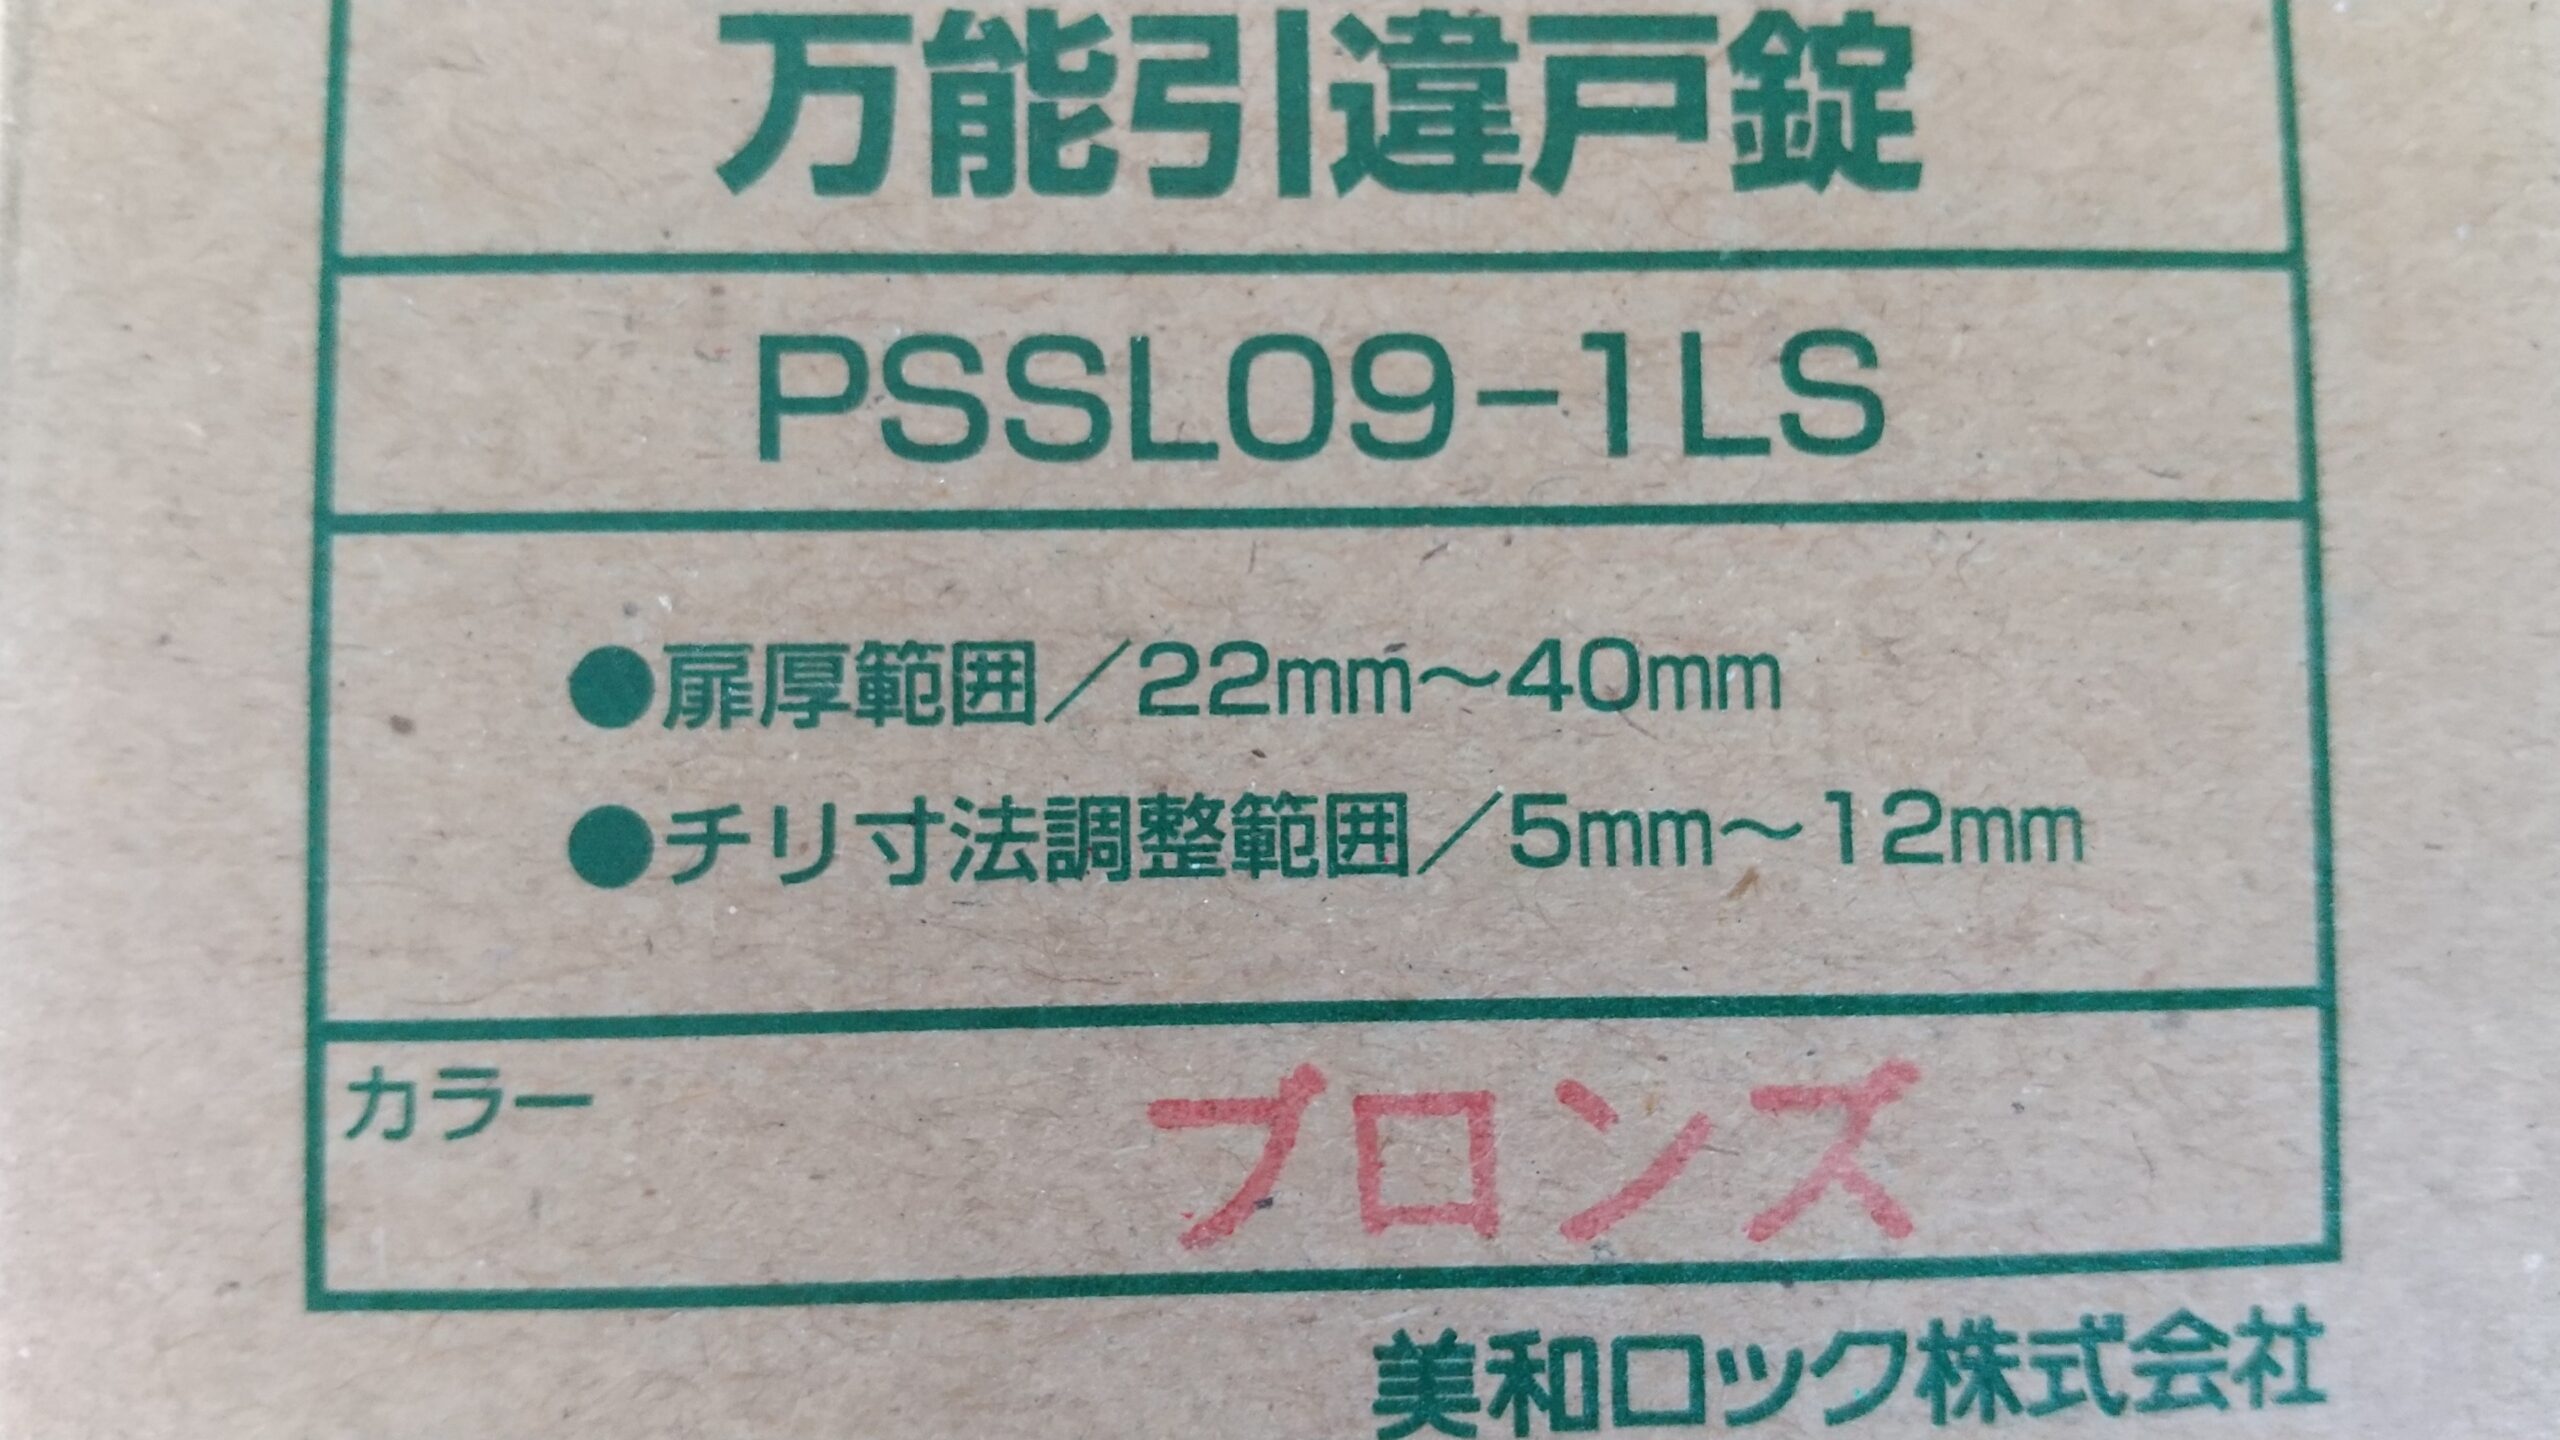 万能引違戸錠
PSSL09-1LS
●扉厚範囲／22mm～40mm
●チリ寸法調整範囲／5mm～12mm
カラー
ブロンズ
美和ロック株式会社